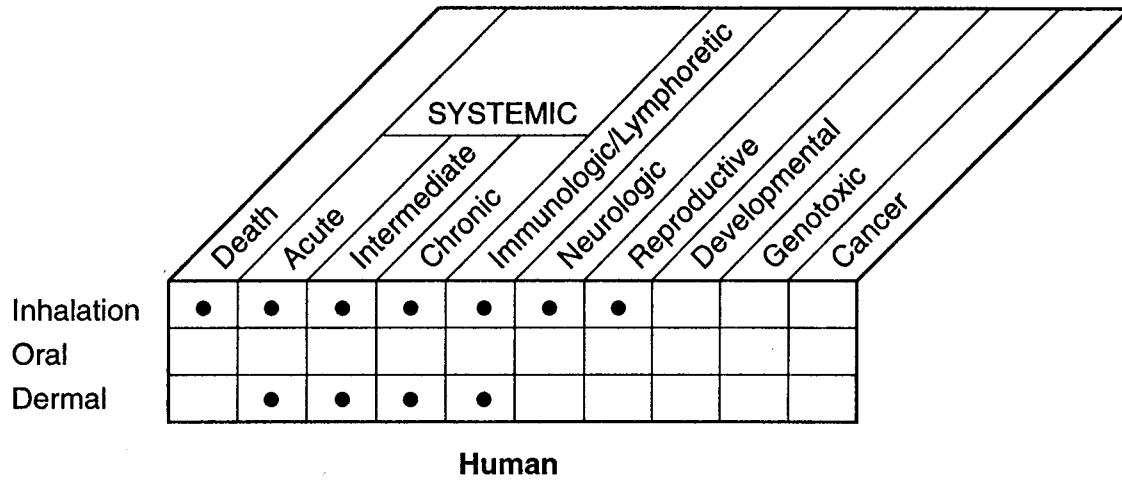 SYSTEMIC
Death
Acute
Intermediate
Chronic
Immunologic/Lymphoretic
Neurologic
Reproductive
Developmental
Genotoxic
Cancer
Inhalation
Oral
Dermal
Human